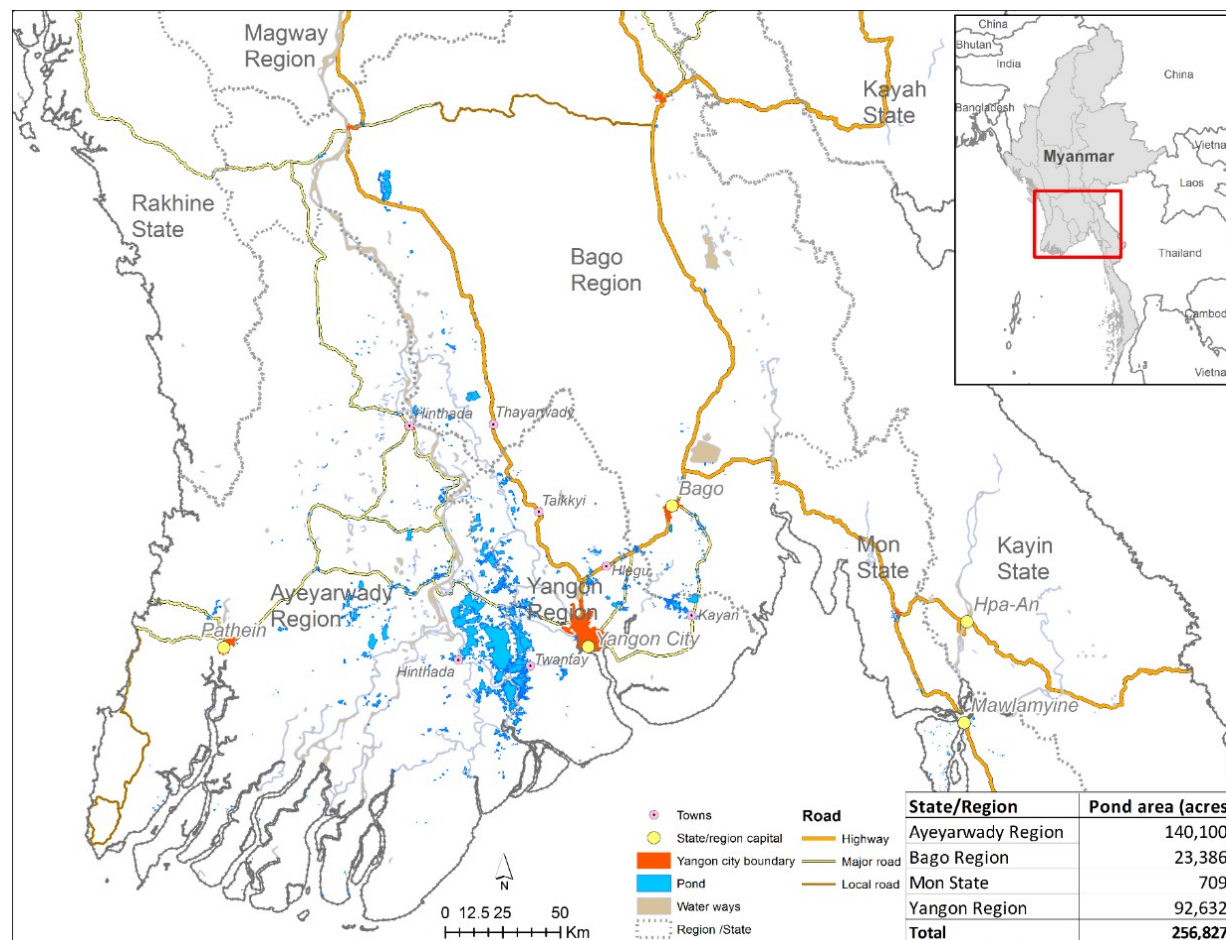 Magway
Region
Kayah
State
Rakhine
State
Bago
Region
Hinthada
Thayarwady
Taikkyi
Bago
Hlegu
Yangon
Region
Kayan
Yangon City
Ayeyarwady
Region
Pathein
Hinthada
Twantay
Mon
State
Kayin
State
Hpa-An
Mawlamyine
China
Bhutan
India
China
Bangladesh
Myanmar
Vietna
Laos
Thailand
Cambod
Vietna
N
0 12.5 25 50
Km
Towns
State/region capital
Yangon city boundary
Pond
Water ways
Region /State
Road
Highway
Major road
Local road
State/Region Pond area (acres
Ayeyarwady Region 140,100
Bago Region 23,386
Mon State 709
Yangon Region 92,632
Total 256,827